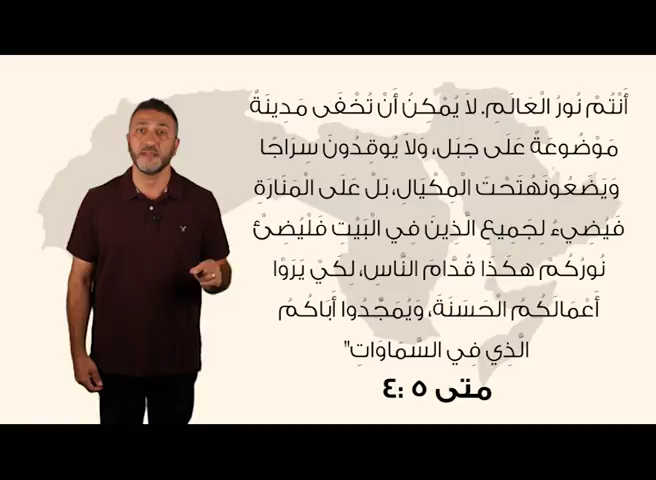 أَنْتُمْ نُورُ الْعَالَمِ. لاَ يُمْكِنُ أَنْ تُخْفَى مَدِينَةٌ
مَوْضُوعَةٌ عَلَى جَبَل، وَلاَ يُوقِدُونَ سِرَاجًا
وَيَضَعُونَهُتَحْتَ الْمِكْيَالِ، بَلْ عَلَى الْمَنَارَةِ
فَيُضِيءُ لِجَمِيعِ الَّذِينَ فِي الْبَيْت فَلْيُضِئْ
نُورُكُمْ هكَذَا قُدَّامَ النَّاسِ، لِكَيْ يَرَوْا
أَعْمَالَكُمُ الْحَسَنَةَ، وَيُمَجِّدُوا أَبَاكُمُ
الَّذِي فِي السَّمَاوَاتِ"
متى ٥ :٤